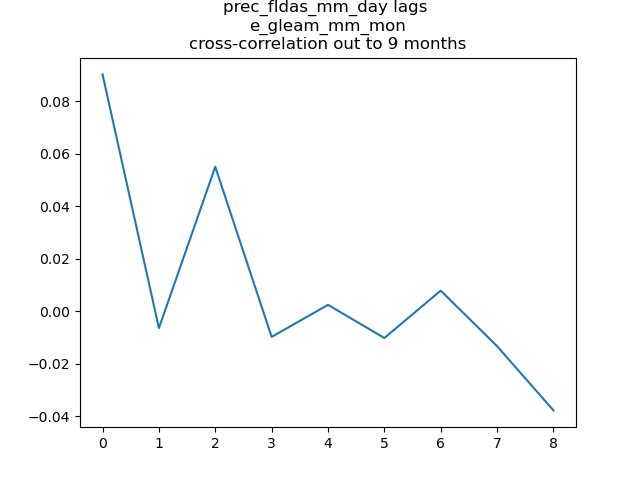 prec_fldas_mm_day lags
e_gleam_mm_mon
cross-correlation out to 9 months
0.08
0.06
0.04
0.02
0.00
−0.02
−0.04
0 1 2 3 4 5 6 7 8